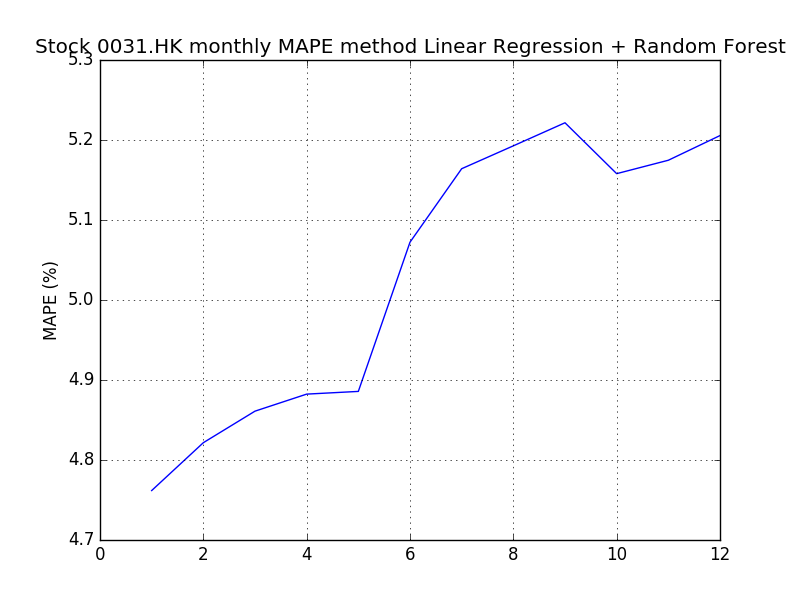 Stock 0031.HK monthly MAPE method Linear Regression + Random Forest
5.3
5.2
5.1
5.0
4.9
4.8
4.7
MAPE (%)
0 2 4 6 8 10 12